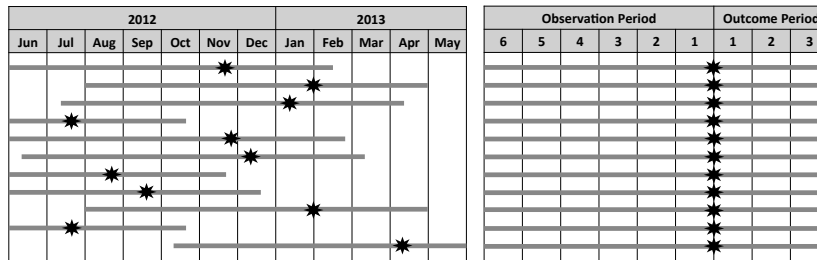 2012 2013
Jun Jul Aug Sep Oct Nov Dec Jan Feb Mar Apr May
Observation Period Outcome Period
6 5 4 3 2 1 1 2 3